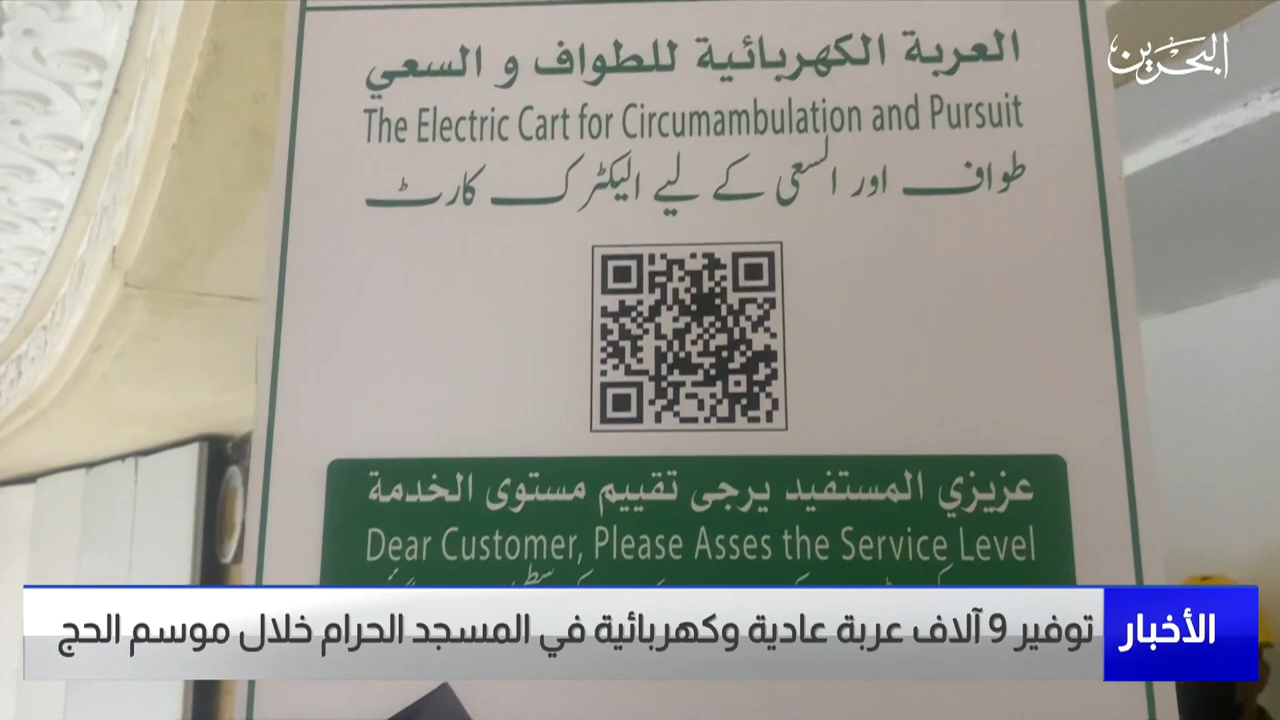 البحرين
العربة الكهربائية للطواف و السعي
The Electric Cart for Circumambulation and Pursuit
طواف اور السعی کے لیے الیکٹرک کارٹ
عزيزي المستفيد يرجى تقييم مستوى الخدمة
Dear Customer, Please Asses the Service Level
الأخبار
توفير 9 آلاف عربة عادية وكهربائية في المسجد الحرام خلال موسم الحج